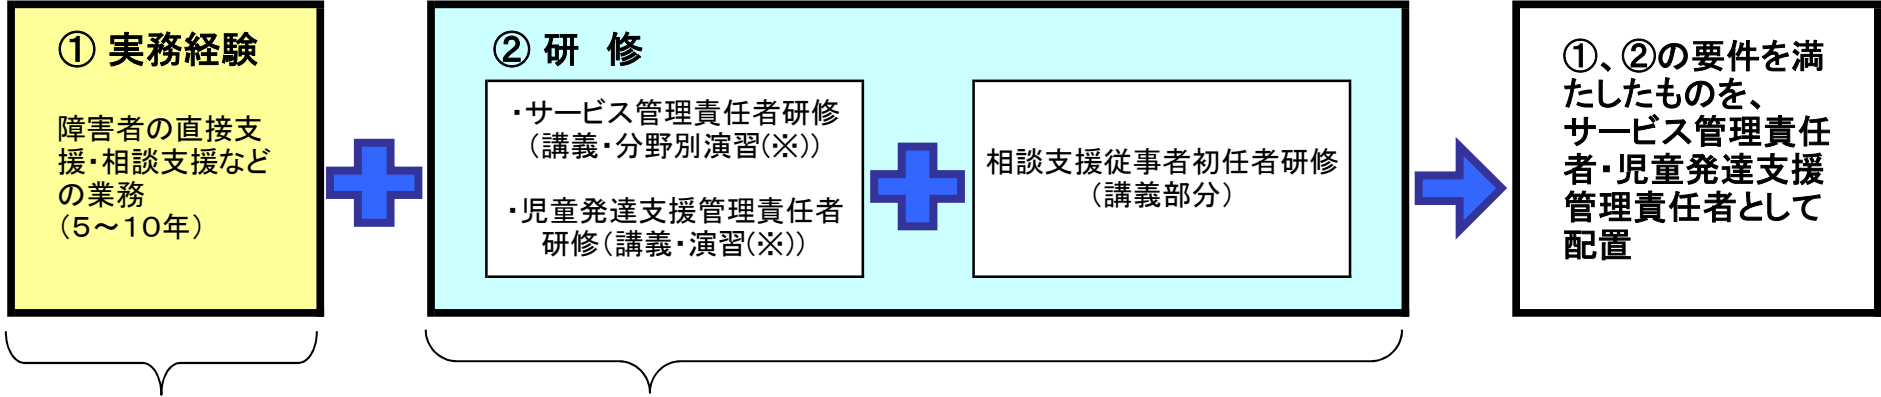 ① 実務経験
障害者の直接支
援・相談支援など
の業務
（5～10年）
② 研　修
・サービス管理責任者研修
（講義・分野別演習(※)）
・児童発達支援管理責任者
研修（講義・演習(※)）
相談支援従事者初任者研修
（講義部分）
①、②の要件を満
たしたものを、
サービス管理責任
者・児童発達支援
管理責任者として
配置